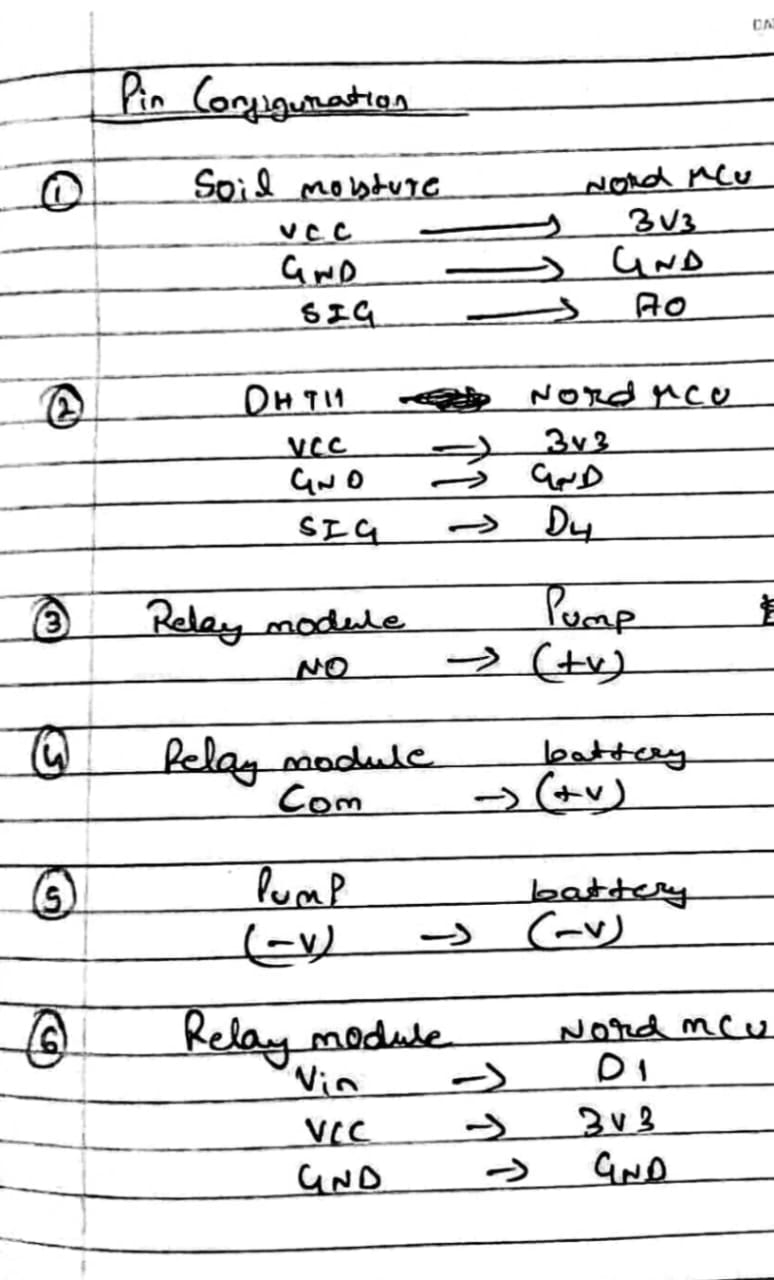 DA
Pin Configuration
① Soil moisture Nord MCU
VCC → 3V3
GND → GND
SIG → A0
② DHT11 Nord MCU
VCC → 3v3
GND → GND
SIG → D4
③ Relay module Pump
NO → (+v)
④ Relay module battery
Com → (+v)
⑤ Pump battery
(-v) → (-v)
⑥ Relay module Nord mcu
Vin → D1
VCC → 3v3
GND → GND